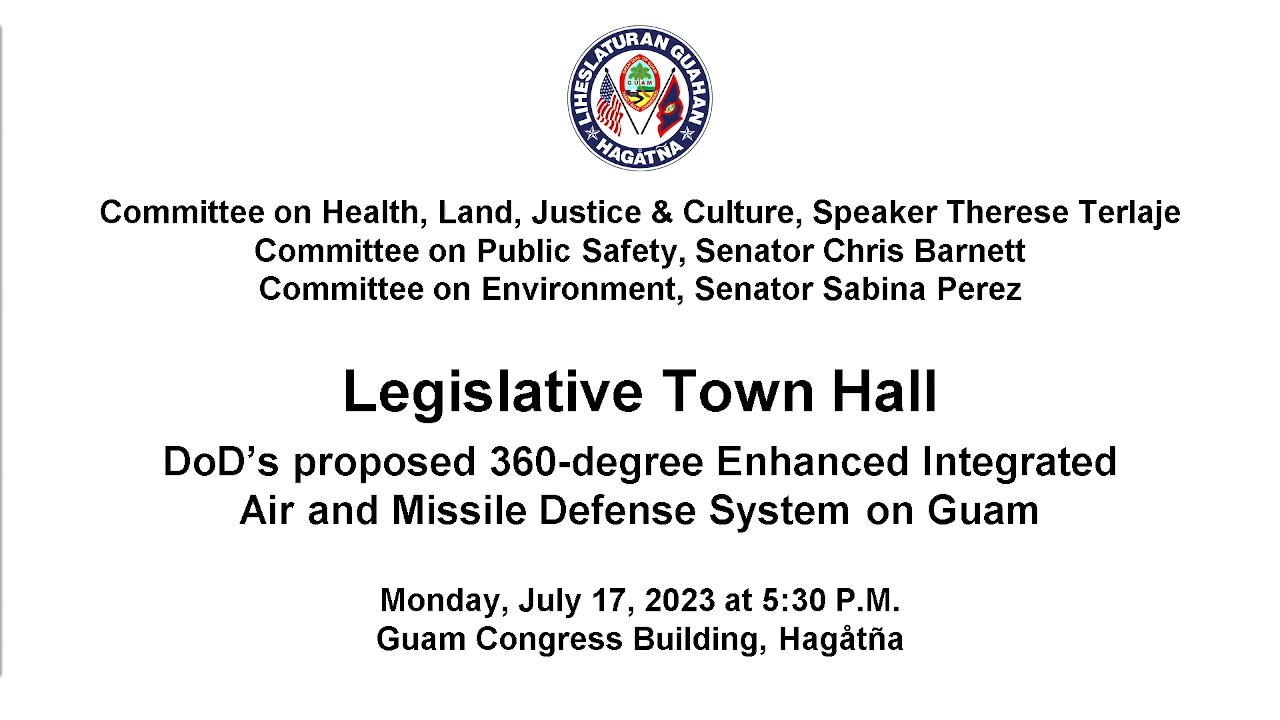 LIHESLATURAN GUAHAN
GUAM
HAGÅTÑA
Committee on Health, Land, Justice & Culture, Speaker Therese Terlaje
Committee on Public Safety, Senator Chris Barnett
Committee on Environment, Senator Sabina Perez
Legislative Town Hall
DoD’s proposed 360-degree Enhanced Integrated
Air and Missile Defense System on Guam
Monday, July 17, 2023 at 5:30 P.M.
Guam Congress Building, Hagåtña